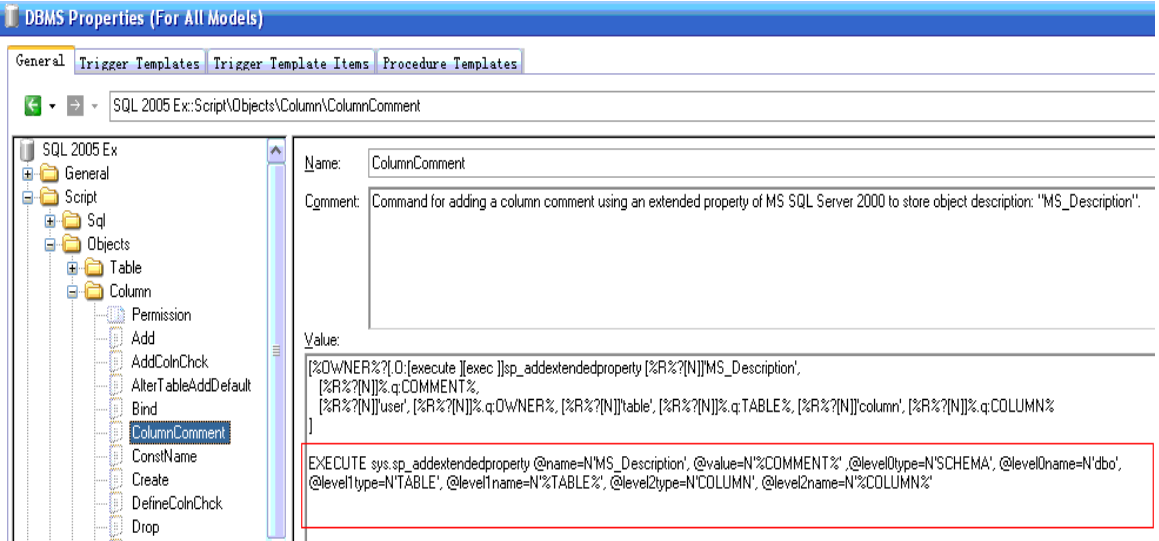 DBMS Properties (For All Models)
General Trigger Templates Trigger Template Items Procedure Templates
SQL 2005 Ex::Script\Objects\Column\ColumnComment
SQL 2005 Ex
General
Script
Sql
Objects
Table
Column
Permission
Add
AddColnChck
AlterTableAddDefault
Bind
ColumnComment
ConstName
Create
DefineColnChck
Drop
Name: ColumnComment
Comment: Command for adding a column comment using an extended property of MS SQL Server 2000 to store object description: "MS_Description".
Value:
[%OWNER%?[.O:[execute ][exec ]]sp_addextendedproperty [%R%?[N]]'MS_Description',
[%R%?[N]]%.q:COMMENT%,
[%R%?[N]]'user', [%R%?[N]]%.q:OWNER%, [%R%?[N]]'table', [%R%?[N]]%.q:TABLE%, [%R%?[N]]'column', [%R%?[N]]%.q:COLUMN%
]
EXECUTE sys.sp_addextendedproperty @name=N'MS_Description', @value=N'%COMMENT%' ,@level0type=N'SCHEMA', @level0name=N'dbo',
@level1type=N'TABLE', @level1name=N'%TABLE%', @level2type=N'COLUMN', @level2name=N'%COLUMN%'